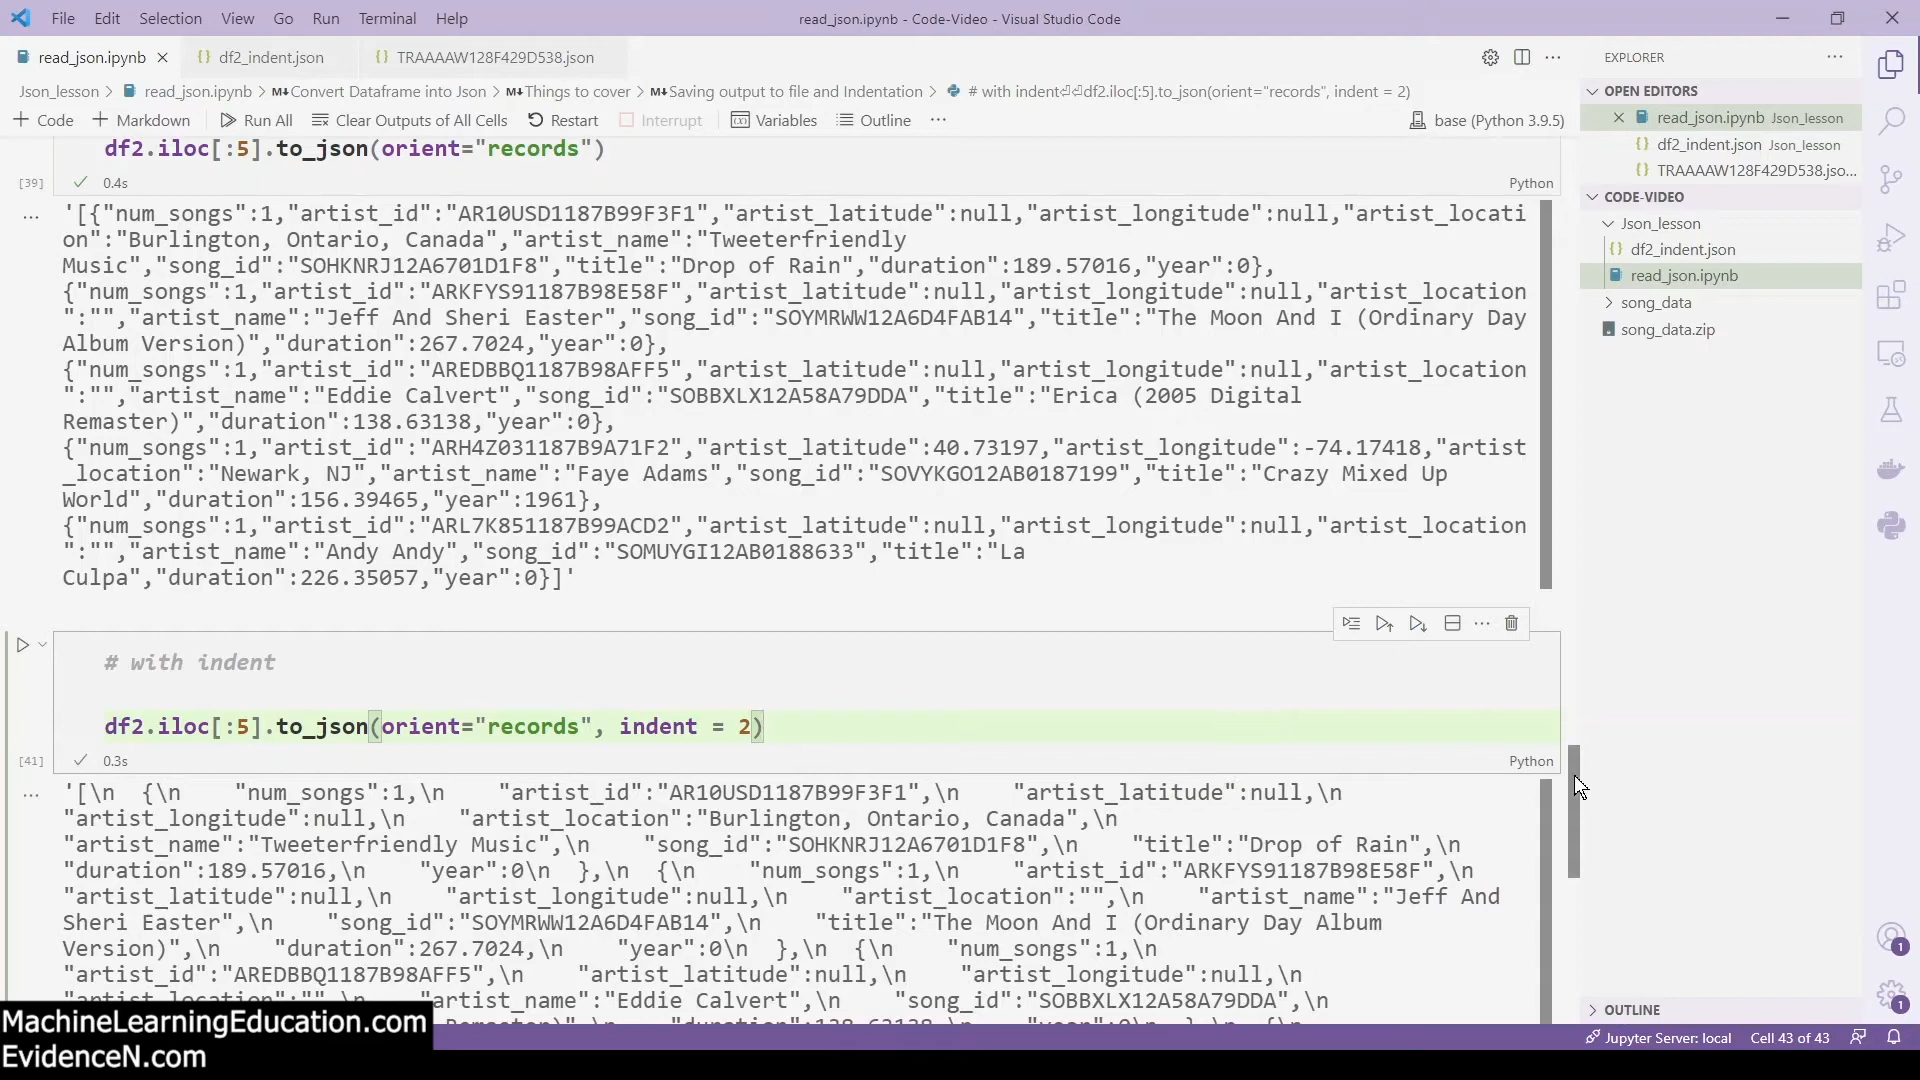 File Edit Selection View Go Run Terminal Help
read_json.ipynb - Code-Video - Visual Studio Code
read_json.ipynb
df2_indent.json
TRAAAAW128F429D538.json
Json_lesson > read_json.ipynb > M↓Convert Dataframe into Json > M↓Things to cover > M↓Saving output to file and Indentation > # with indent⏎⏎df2.iloc[:5].to_json(orient="records", indent = 2)
+ Code + Markdown Run All Clear Outputs of All Cells Restart Interrupt Variables Outline ... base (Python 3.9.5)
df2.iloc[:5].to_json(orient="records")
[39] 0.4s Python
'[{"num_songs":1,"artist_id":"AR10USD1187B99F3F1","artist_latitude":null,"artist_longitude":null,"artist_locati
on":"Burlington, Ontario, Canada","artist_name":"Tweeterfriendly
Music","song_id":"SOHKNRJ12A6701D1F8","title":"Drop of Rain","duration":189.57016,"year":0},
{"num_songs":1,"artist_id":"ARKFYS91187B98E58F","artist_latitude":null,"artist_longitude":null,"artist_location
":"","artist_name":"Jeff And Sheri Easter","song_id":"SOYMRWW12A6D4FAB14","title":"The Moon And I (Ordinary Day
Album Version)","duration":267.7024,"year":0},
{"num_songs":1,"artist_id":"AREDBBQ1187B98AFF5","artist_latitude":null,"artist_longitude":null,"artist_location
":"","artist_name":"Eddie Calvert","song_id":"SOBBXLX12A58A79DDA","title":"Erica (2005 Digital
Remaster)","duration":138.63138,"year":0},
{"num_songs":1,"artist_id":"ARH4Z031187B9A71F2","artist_latitude":40.73197,"artist_longitude":-74.17418,"artist
_location":"Newark, NJ","artist_name":"Faye Adams","song_id":"SOVYKGO12AB0187199","title":"Crazy Mixed Up
World","duration":156.39465,"year":1961},
{"num_songs":1,"artist_id":"ARL7K851187B99ACD2","artist_latitude":null,"artist_longitude":null,"artist_location
":"","artist_name":"Andy Andy","song_id":"SOMUYGI12AB0188633","title":"La
Culpa","duration":226.35057,"year":0}]'
# with indent
df2.iloc[:5].to_json(orient="records", indent = 2)
[41] 0.3s Python
'[\n  {\n    "num_songs":1,\n    "artist_id":"AR10USD1187B99F3F1",\n    "artist_latitude":null,\n
"artist_longitude":null,\n    "artist_location":"Burlington, Ontario, Canada",\n
"artist_name":"Tweeterfriendly Music",\n    "song_id":"SOHKNRJ12A6701D1F8",\n    "title":"Drop of Rain",\n
"duration":189.57016,\n    "year":0\n  },\n  {\n    "num_songs":1,\n    "artist_id":"ARKFYS91187B98E58F",\n
"artist_latitude":null,\n    "artist_longitude":null,\n    "artist_location":"",\n    "artist_name":"Jeff And
Sheri Easter",\n    "song_id":"SOYMRWW12A6D4FAB14",\n    "title":"The Moon And I (Ordinary Day Album
Version)",\n    "duration":267.7024,\n    "year":0\n  },\n  {\n    "num_songs":1,\n
"artist_id":"AREDBBQ1187B98AFF5",\n    "artist_latitude":null,\n    "artist_longitude":null,\n
"artist_location":"",\n    "artist_name":"Eddie Calvert",\n    "song_id":"SOBBXLX12A58A79DDA",\n
EXPLORER
OPEN EDITORS
read_json.ipynb Json_lesson
df2_indent.json Json_lesson
TRAAAAW128F429D538.jso...
CODE-VIDEO
Json_lesson
df2_indent.json
read_json.ipynb
song_data
song_data.zip
OUTLINE
1
1
MachineLearningEducation.com
EvidenceN.com
Jupyter Server: local Cell 43 of 43